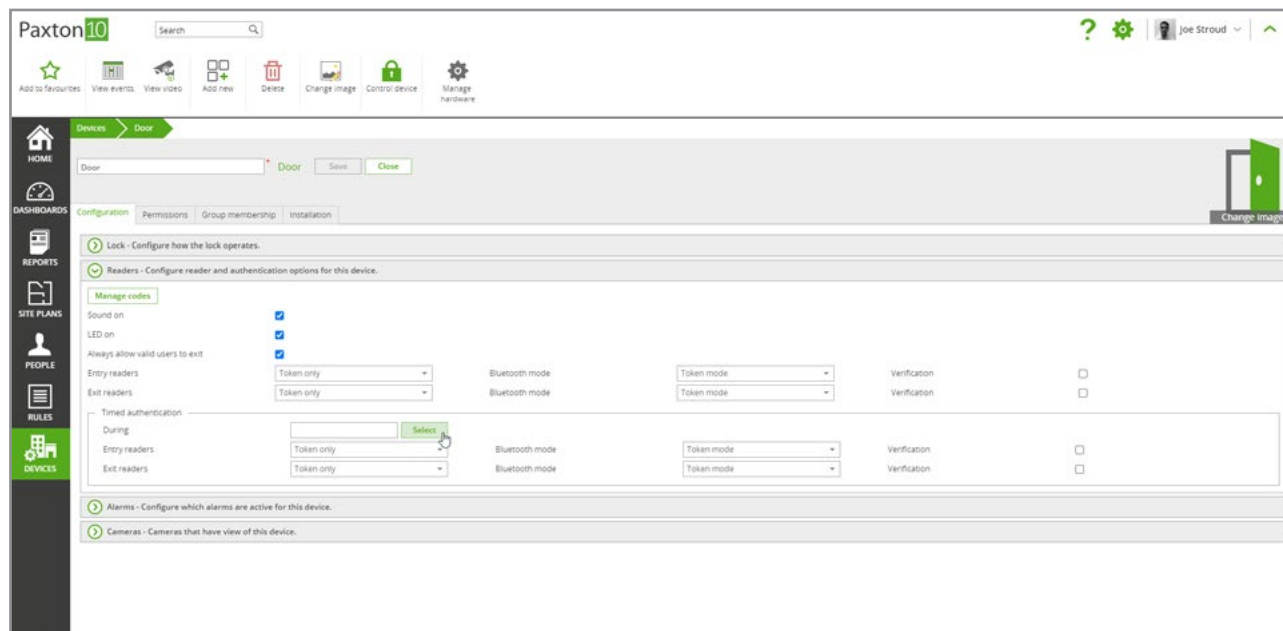 Paxton10
Search
? Joe Stroud
Add to favourites View events View video Add new Delete Change image Control device Manage hardware
HOME
DASHBOARDS
REPORTS
SITE PLANS
PEOPLE
RULES
DEVICES
Devices Door
Door * Door Save Close
Change image
Configuration Permissions Group membership Installation
Lock - Configure how the lock operates.
Readers - Configure reader and authentication options for this device.
Manage codes
Sound on
LED on
Always allow valid users to exit
Entry readers Token only Bluetooth mode Token mode Verification
Exit readers Token only Bluetooth mode Token mode Verification
Timed authentication
During Select
Entry readers Token only Bluetooth mode Token mode Verification
Exit readers Token only Bluetooth mode Token mode Verification
Alarms - Configure which alarms are active for this device.
Cameras - Cameras that have view of this device.